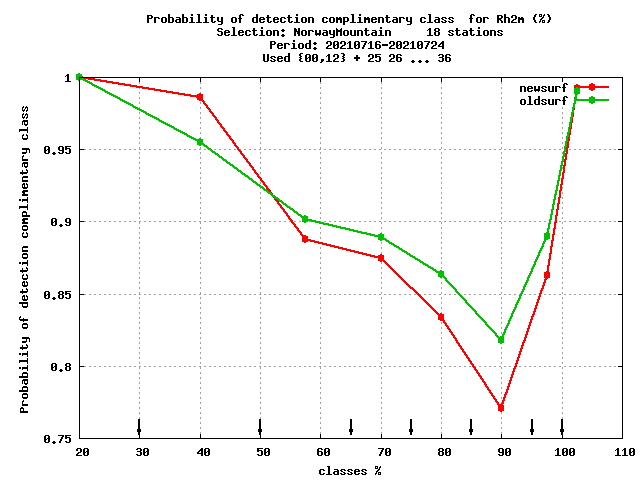 Probability of detection complimentary class  for Rh2m (%)
Selection: NorwayMountain     18 stations
Period: 20210716-20210724
Used {00,12} + 25 26 ... 36
newsurf
oldsurf
1
0.95
0.9
0.85
0.8
0.75
Probability of detection complimentary class
20 30 40 50 60 70 80 90 100 110
classes %